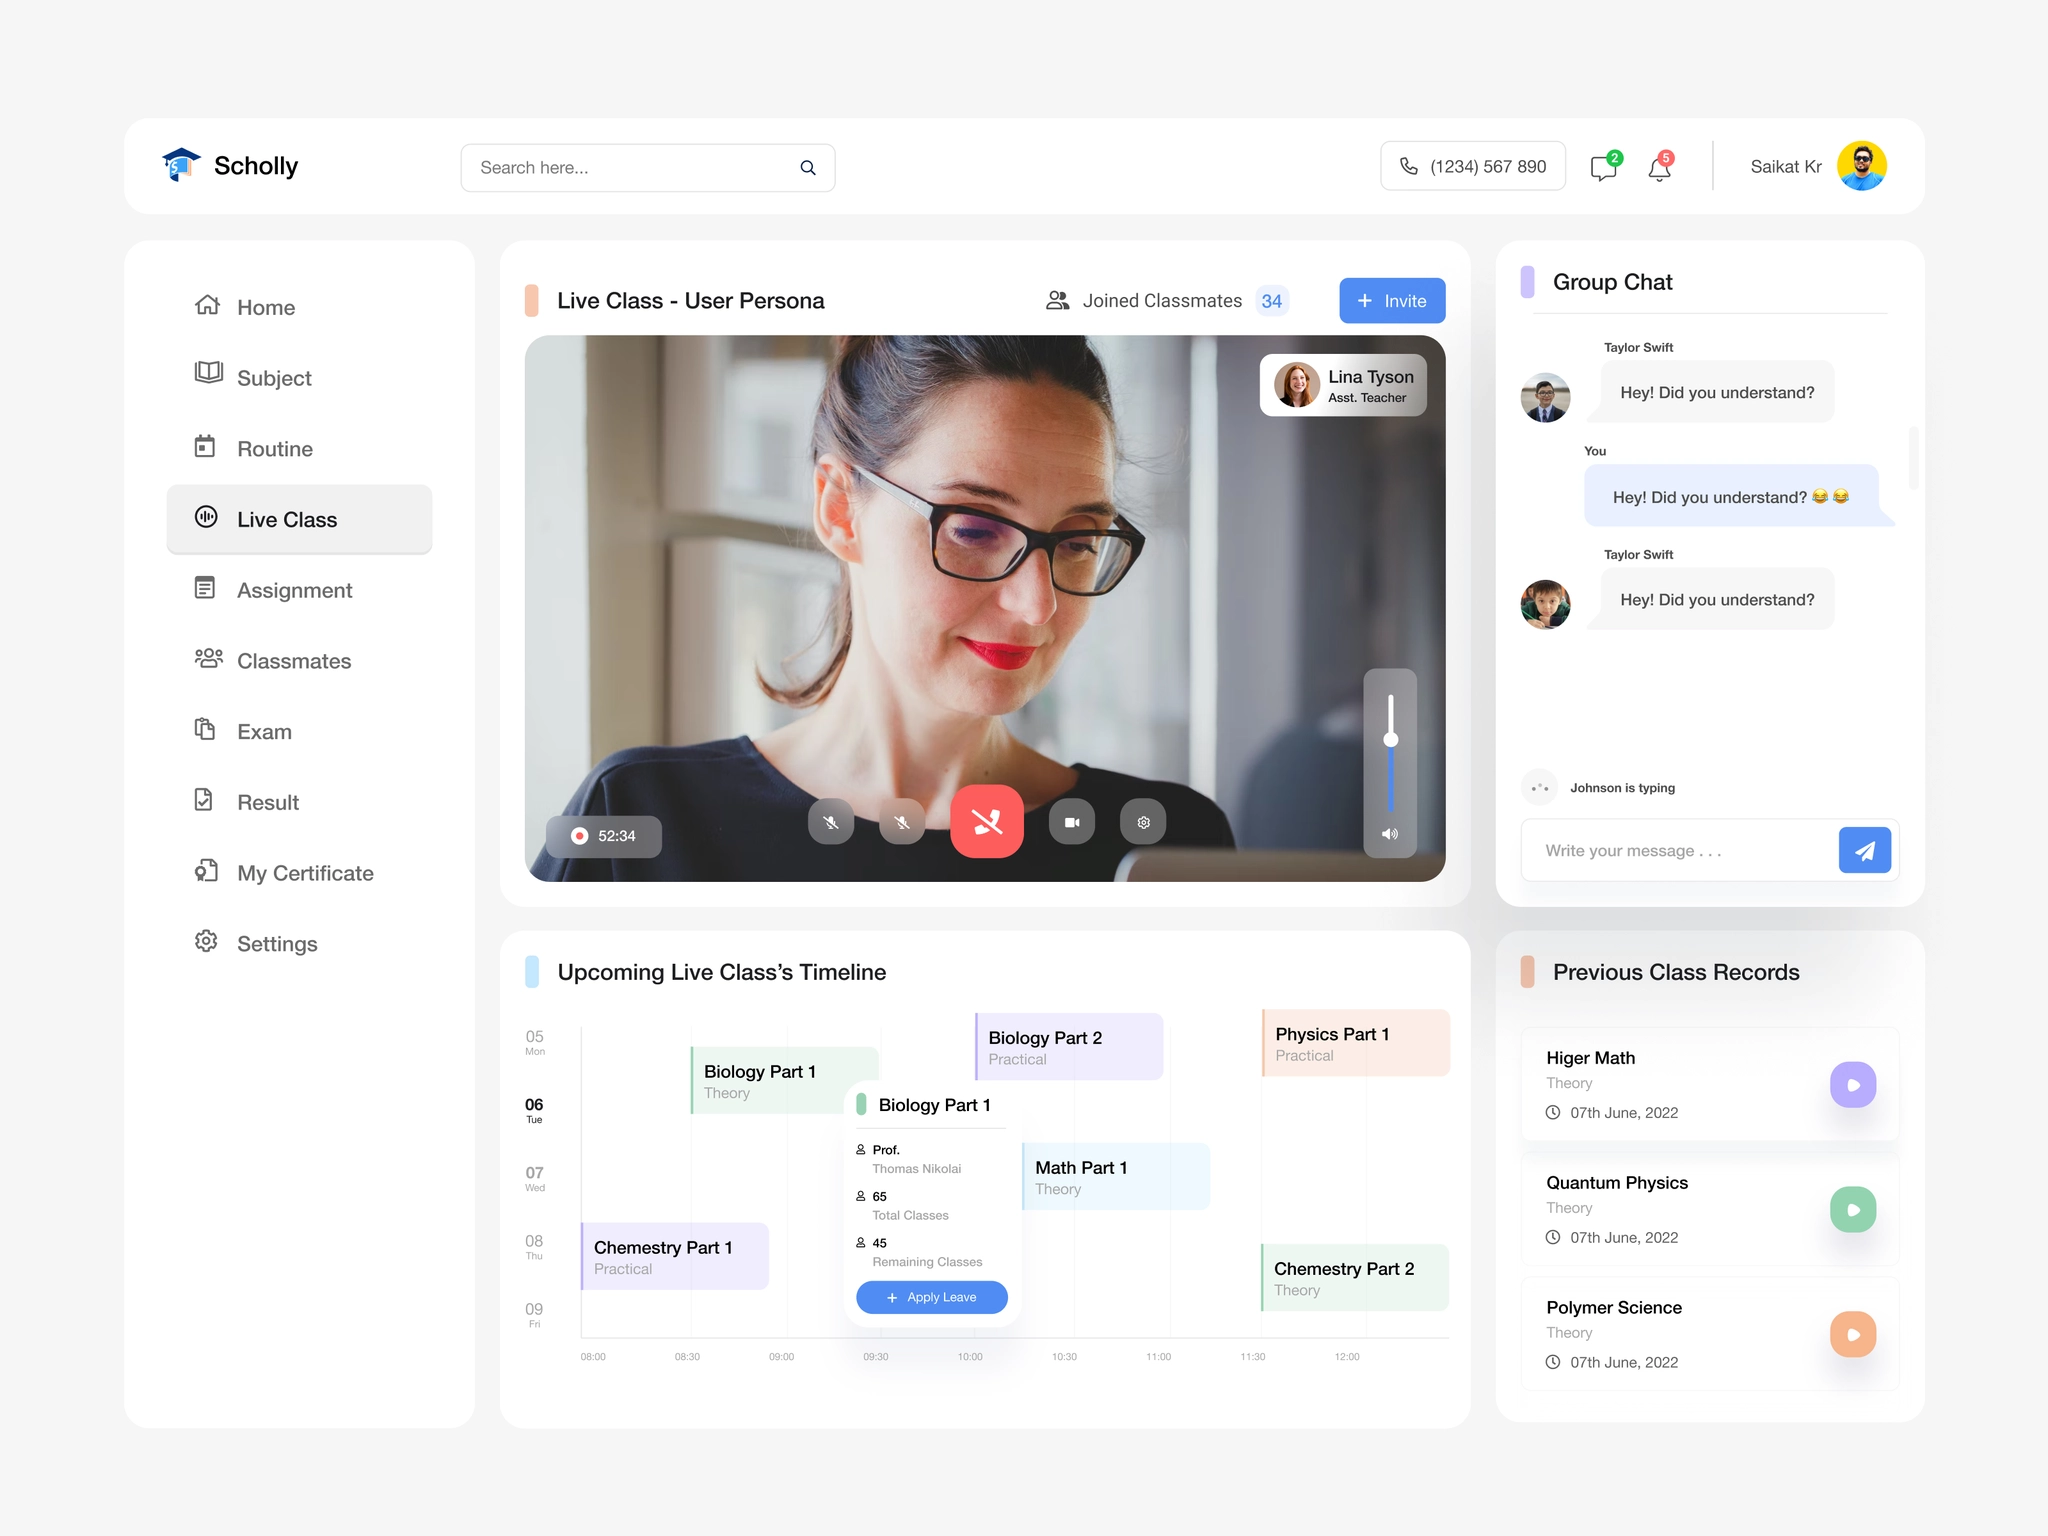 Scholly
Search here...
(1234) 567 890
2
5
Saikat Kr
Home
Subject
Routine
Live Class
Assignment
Classmates
Exam
Result
My Certificate
Settings
Live Class - User Persona
Joined Classmates 34
+ Invite
Lina Tyson
Asst. Teacher
52:34
Group Chat
Taylor Swift
Hey! Did you understand?
You
Hey! Did you understand? 😂 😂
Taylor Swift
Hey! Did you understand?
Johnson is typing
Write your message . . .
Upcoming Live Class’s Timeline
05
Mon
06
Tue
07
Wed
08
Thu
09
Fri
Biology Part 1
Theory
Biology Part 2
Practical
Physics Part 1
Practical
Biology Part 1
Prof.
Thomas Nikolai
65
Total Classes
45
Remaining Classes
+ Apply Leave
Math Part 1
Theory
Chemestry Part 1
Practical
Chemestry Part 2
Theory
08:00 08:30 09:00 09:30 10:00 10:30 11:00 11:30 12:00
Previous Class Records
Higer Math
Theory
07th June, 2022
Quantum Physics
Theory
07th June, 2022
Polymer Science
Theory
07th June, 2022